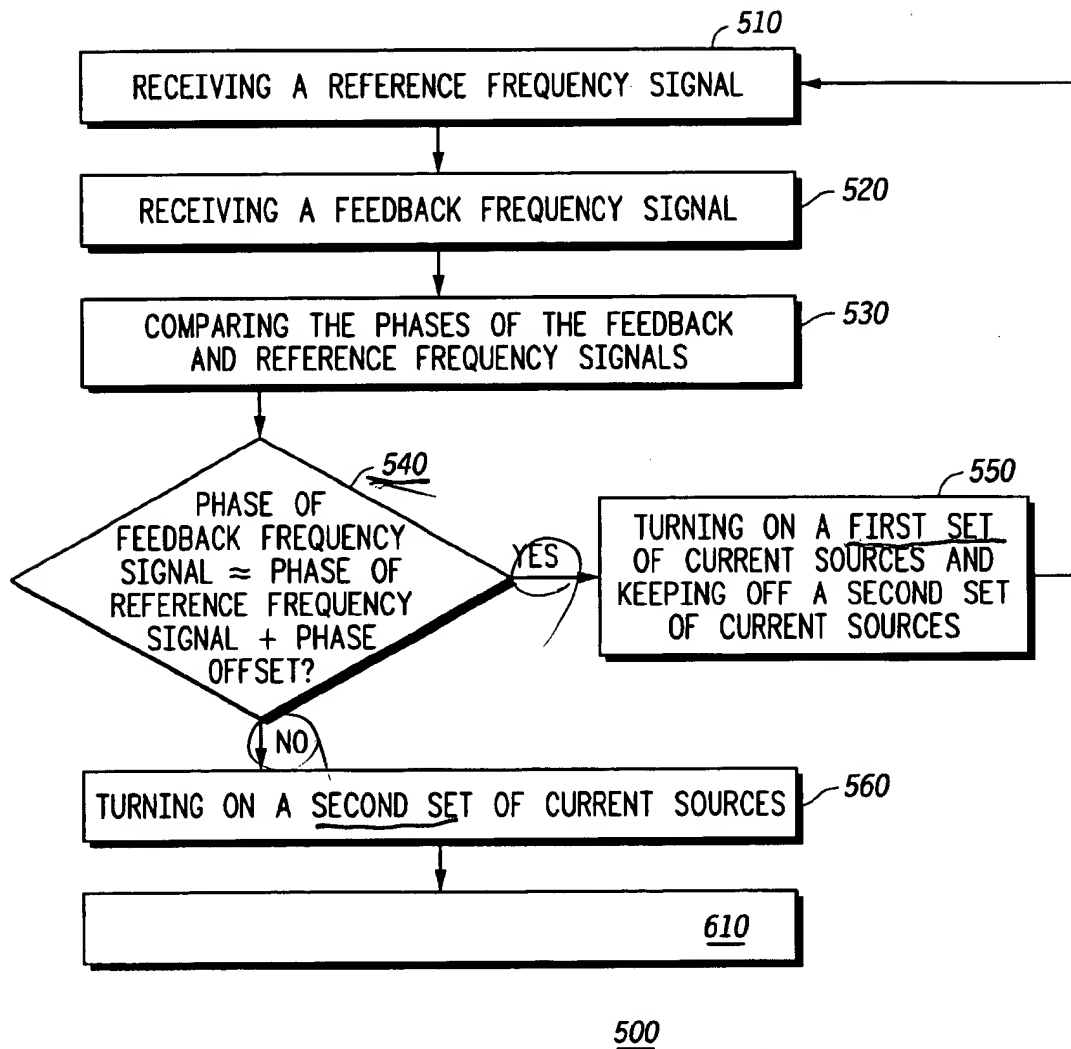 510
RECEIVING A REFERENCE FREQUENCY SIGNAL
520
RECEIVING A FEEDBACK FREQUENCY SIGNAL
530
COMPARING THE PHASES OF THE FEEDBACK
AND REFERENCE FREQUENCY SIGNALS
540
PHASE OF
FEEDBACK FREQUENCY
SIGNAL ≈ PHASE OF
REFERENCE FREQUENCY
SIGNAL + PHASE
OFFSET?
YES
550
TURNING ON A FIRST SET
OF CURRENT SOURCES AND
KEEPING OFF A SECOND SET
OF CURRENT SOURCES
NO
560
TURNING ON A SECOND SET OF CURRENT SOURCES
610
500